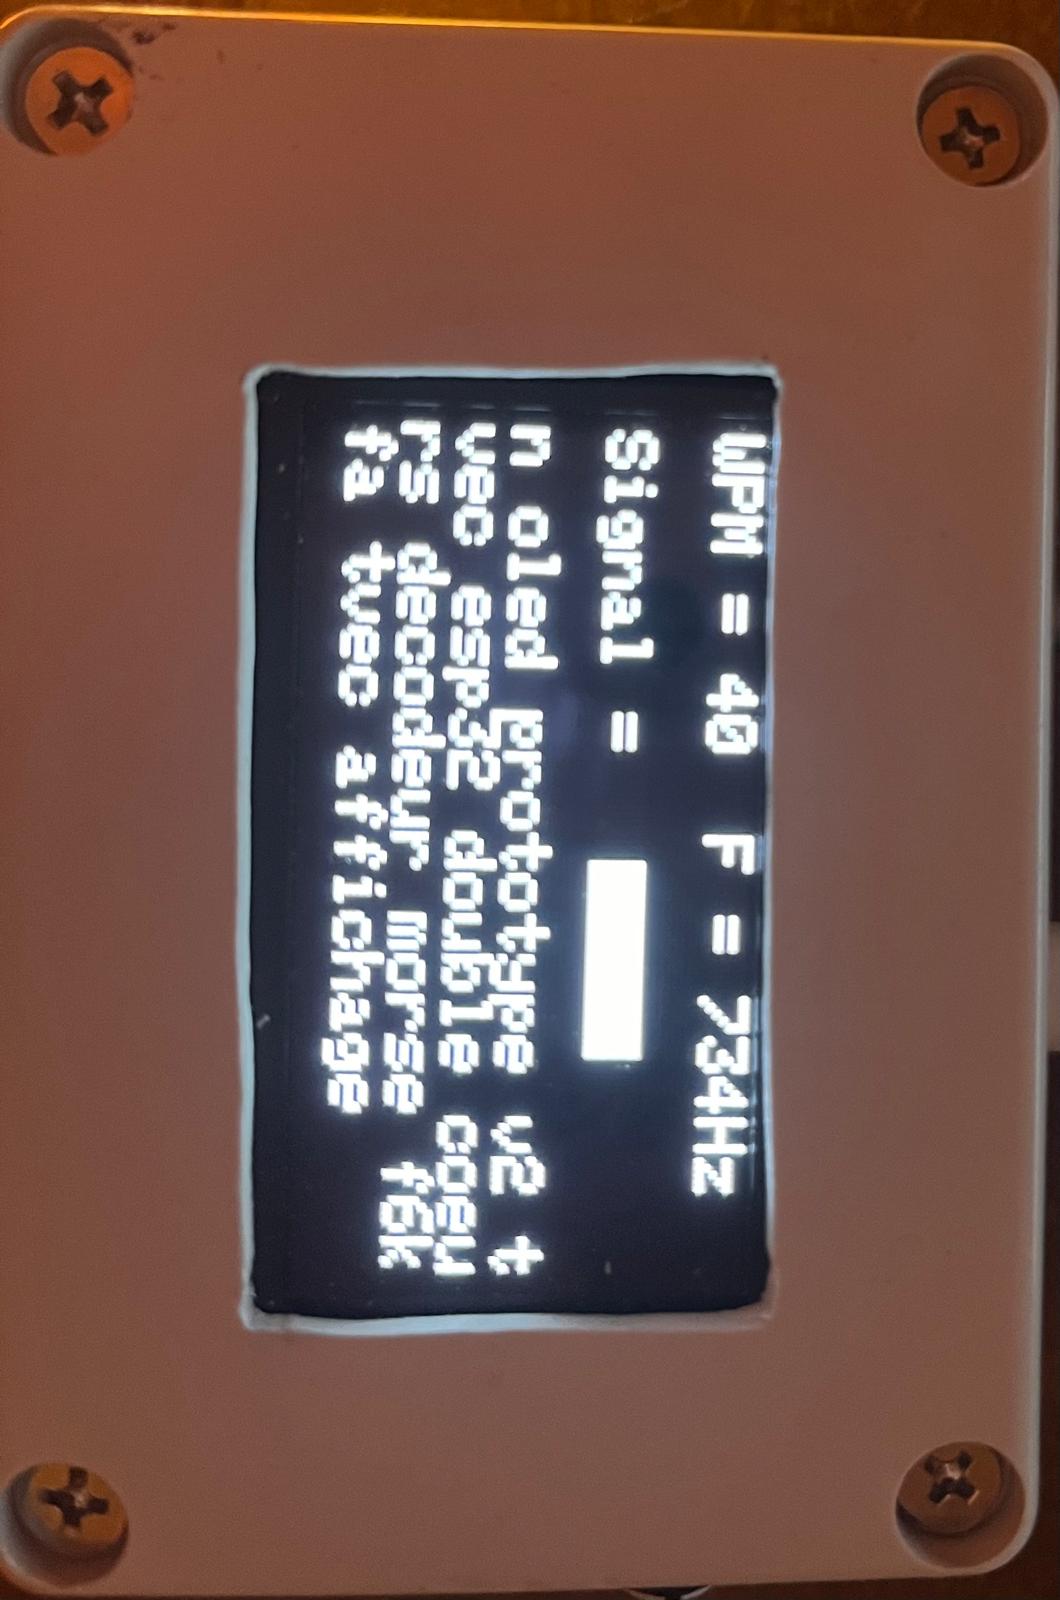 WPM = 40 F = 734Hz
Signal =
n oled prototype v2 t
vec esp32 double coeu
rs decodeur morse f6k
fa tvec affichage